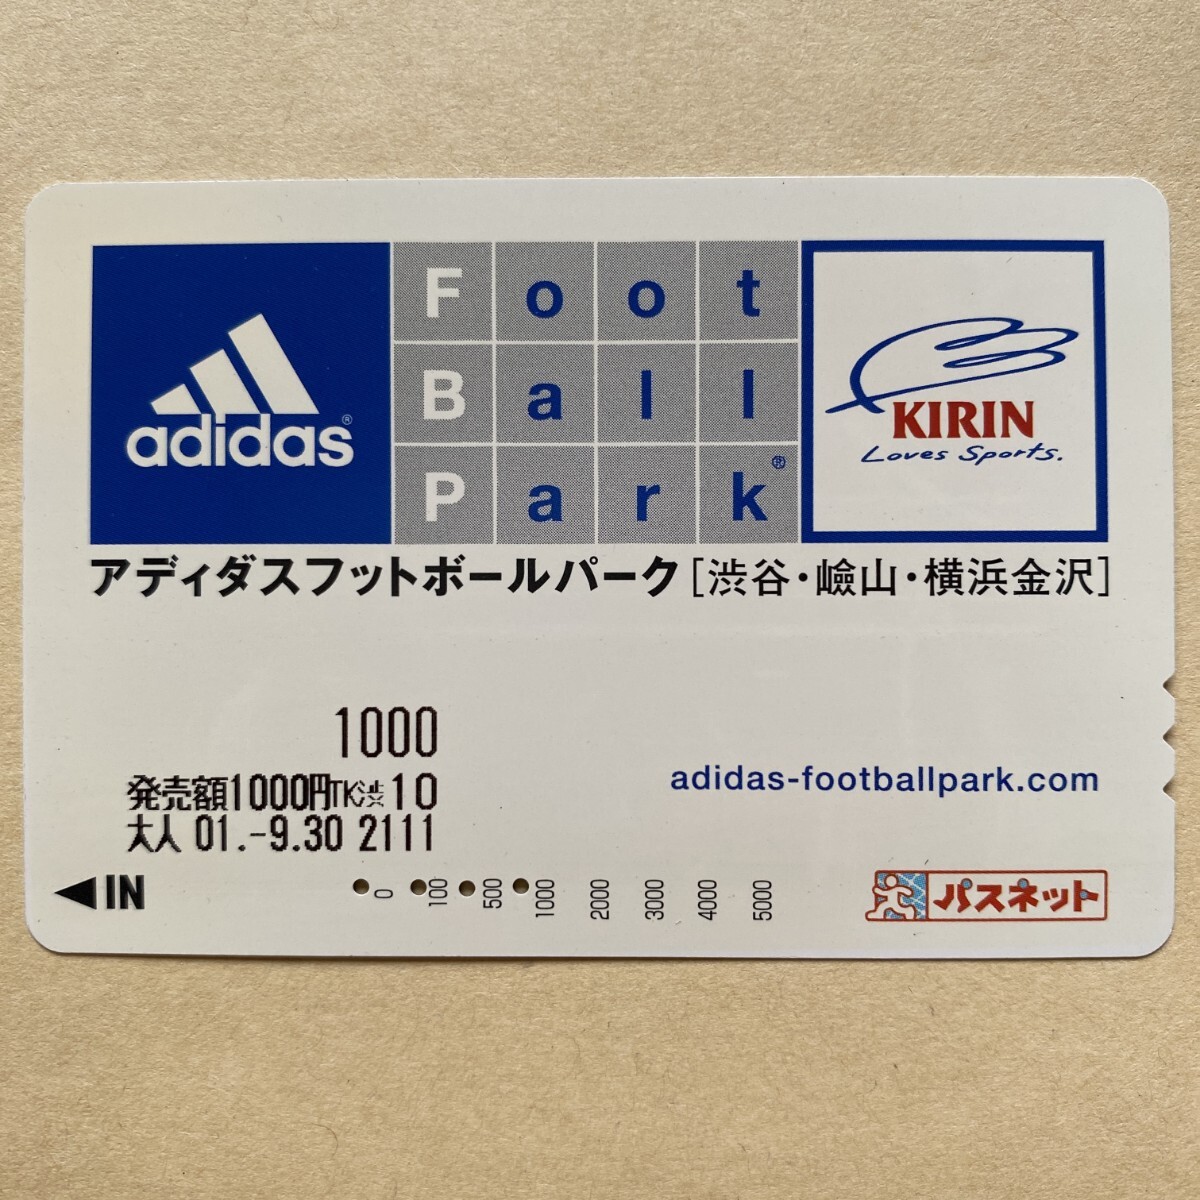 adidas®
Foot
Ball
Park®
KIRIN
Loves Sports.
アディダスフットボールパーク[渋谷・嶮山・横浜金沢]
1000
発売額1000円TK渋10
大人 01.-9.30 2111
adidas-footballpark.com
◀IN
0 100 500 1000 2000 3000 4000 5000
パスネット